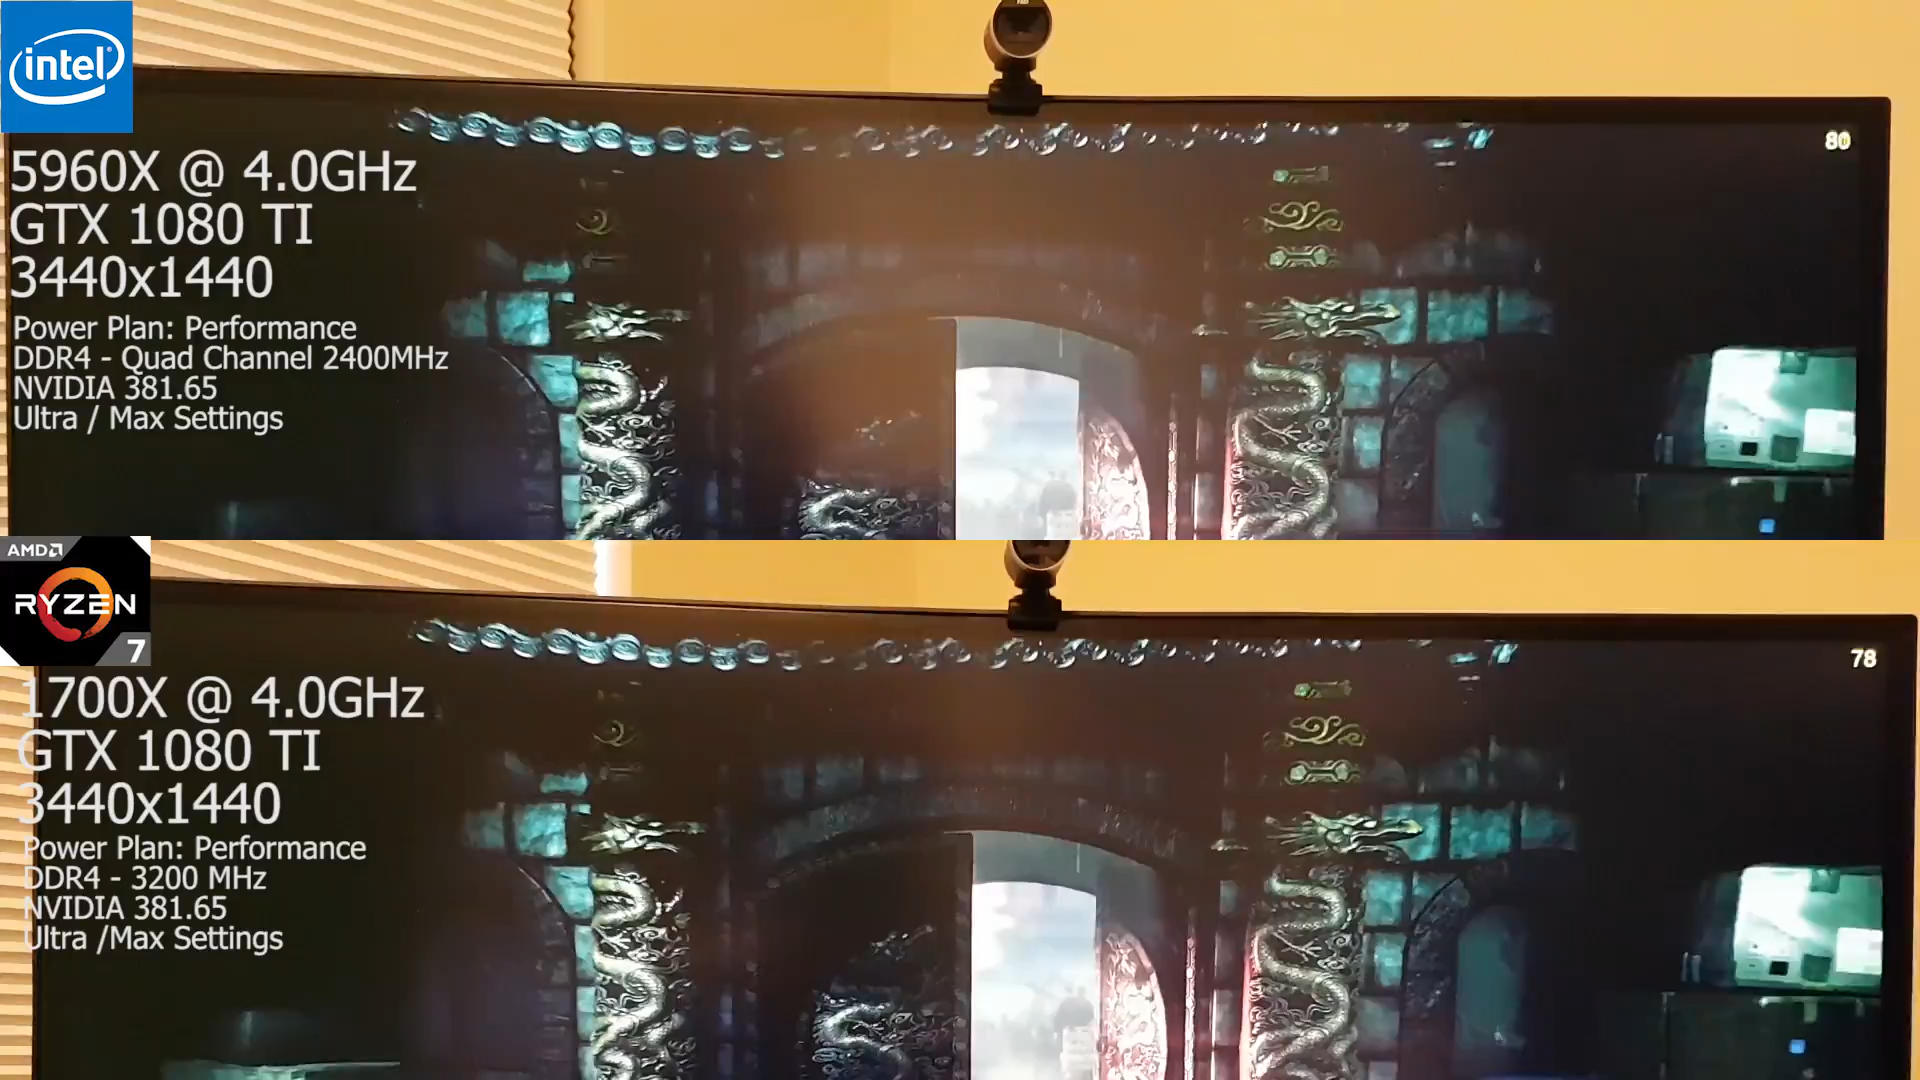 intel
80
5960X @ 4.0GHz
GTX 1080 TI
3440x1440
Power Plan: Performance
DDR4 - Quad Channel 2400MHz
NVIDIA 381.65
Ultra / Max Settings
AMD
RYZEN
7
78
1700X @ 4.0GHz
GTX 1080 TI
3440x1440
Power Plan: Performance
DDR4 - 3200 MHz
NVIDIA 381.65
Ultra /Max Settings